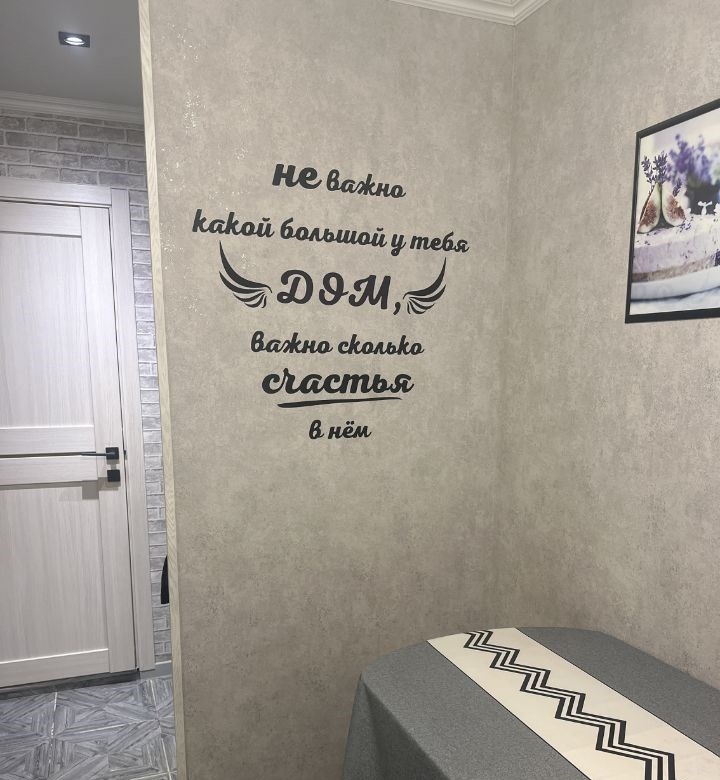 не важно
какой большой у тебя
ДОМ,
важно сколько
счастья
в нём